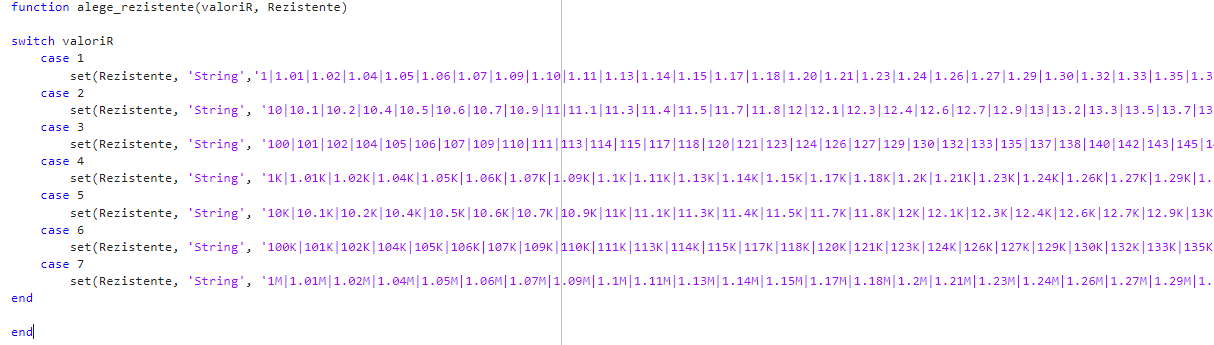 function alege_rezistente(valoriR, Rezistente)
switch valoriR
case 1
set(Rezistente, 'String','1|1.01|1.02|1.04|1.05|1.06|1.07|1.09|1.10|1.11|1.13|1.14|1.15|1.17|1.18|1.20|1.21|1.23|1.24|1.26|1.27|1.29|1.30|1.32|1.33|1.35|1.3
case 2
set(Rezistente, 'String', '10|10.1|10.2|10.4|10.5|10.6|10.7|10.9|11|11.1|11.3|11.4|11.5|11.7|11.8|12|12.1|12.3|12.4|12.6|12.7|12.9|13|13.2|13.3|13.5|13.7|13
case 3
set(Rezistente, 'String', '100|101|102|104|105|106|107|109|110|111|113|114|115|117|118|120|121|123|124|126|127|129|130|132|133|135|137|138|140|142|143|145|
case 4
set(Rezistente, 'String', '1K|1.01K|1.02K|1.04K|1.05K|1.06K|1.07K|1.09K|1.1K|1.11K|1.13K|1.14K|1.15K|1.17K|1.18K|1.2K|1.21K|1.23K|1.24K|1.26K|1.27K|1.29K|1.
case 5
set(Rezistente, 'String', '10K|10.1K|10.2K|10.4K|10.5K|10.6K|10.7K|10.9K|11K|11.1K|11.3K|11.4K|11.5K|11.7K|11.8K|12K|12.1K|12.3K|12.4K|12.6K|12.7K|12.9K|13K
case 6
set(Rezistente, 'String', '100K|101K|102K|104K|105K|106K|107K|109K|110K|111K|113K|114K|115K|117K|118K|120K|121K|123K|124K|126K|127K|129K|130K|132K|133K|135K
case 7
set(Rezistente, 'String', '1M|1.01M|1.02M|1.04M|1.05M|1.06M|1.07M|1.09M|1.1M|1.11M|1.13M|1.14M|1.15M|1.17M|1.18M|1.2M|1.21M|1.23M|1.24M|1.26M|1.27M|1.29M|1.
end
end